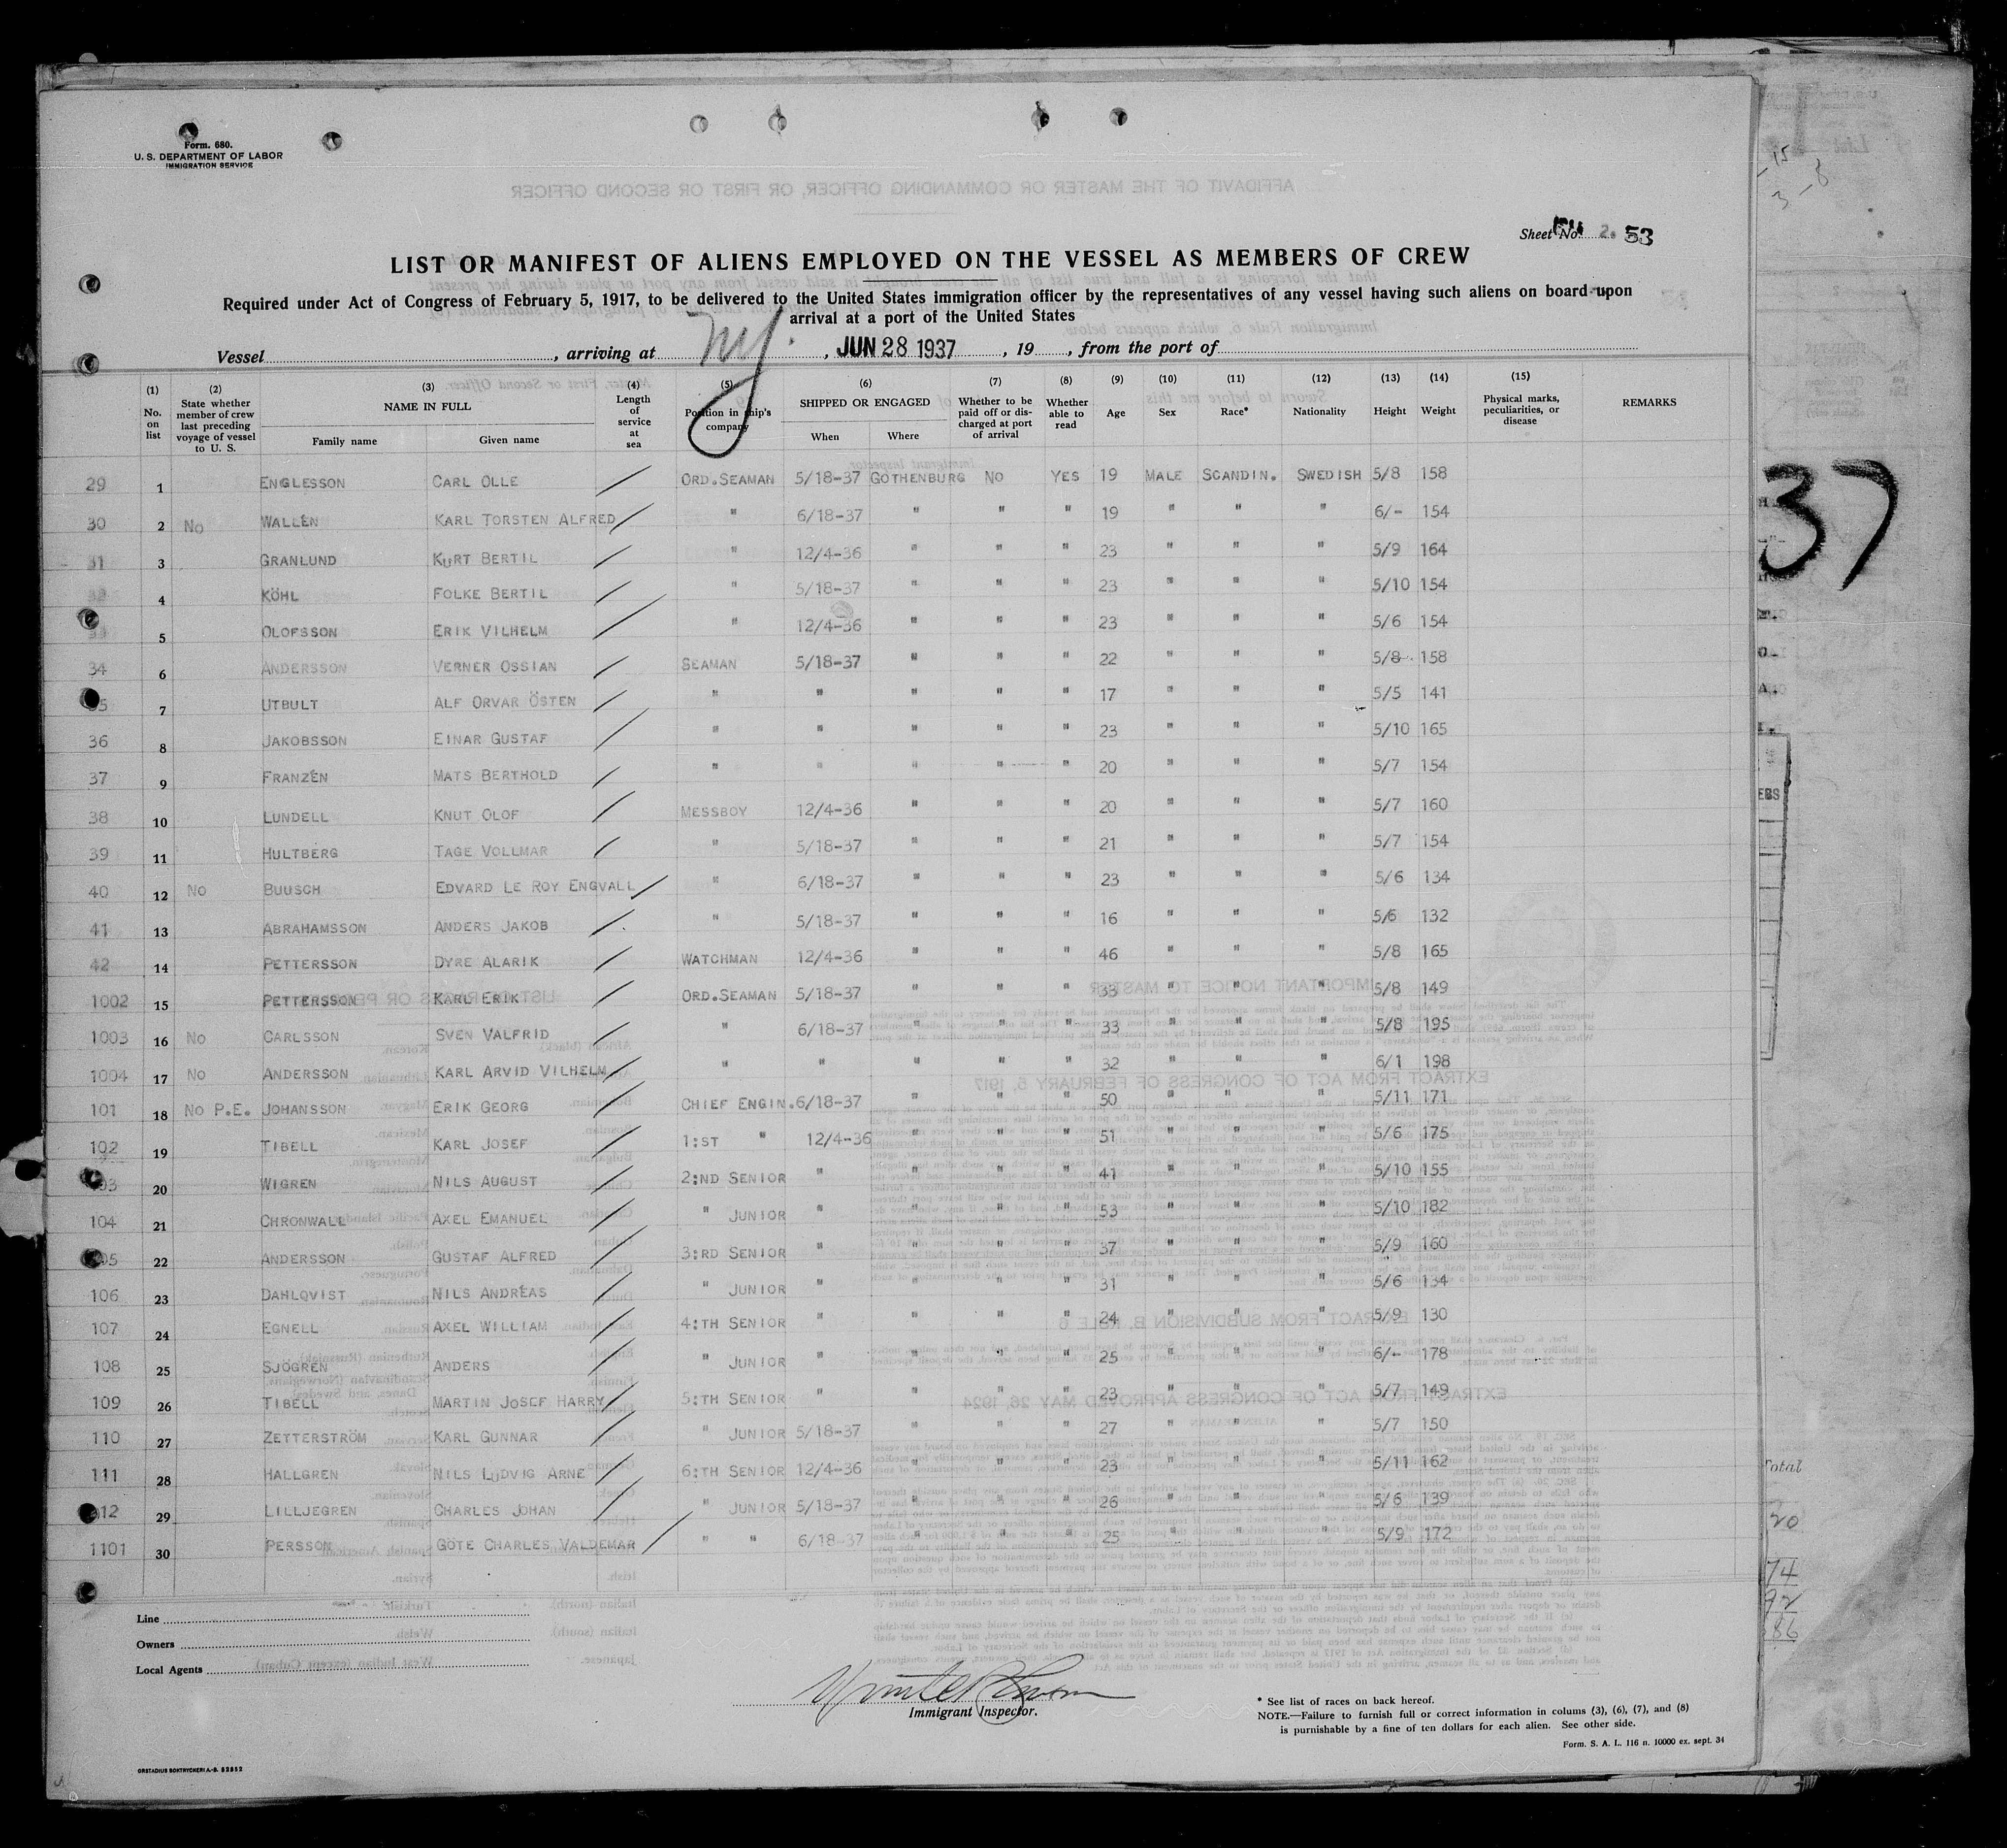 Form. 680.
U. S. DEPARTMENT OF LABOR
IMMIGRATION SERVICE
Sheet No. 2. 53
LIST OR MANIFEST OF ALIENS EMPLOYED ON THE VESSEL AS MEMBERS OF CREW
Required under Act of Congress of February 5, 1917, to be delivered to the United States immigration officer by the representatives of any vessel having such aliens on board upon
arrival at a port of the United States
Vessel , arriving at NY. , JUN 28 1937 , 19 , from the port of
(1) No. on list (2) State whether member of crew last preceding voyage of vessel to U. S. (3) NAME IN FULL Family name Given name (4) Length of service at sea (5) Position in ship's company (6) SHIPPED OR ENGAGED When Where (7) Whether to be paid off or discharged at port of arrival (8) Whether able to read (9) Age (10) Sex (11) Race* (12) Nationality (13) Height (14) Weight (15) Physical marks, peculiarities, or disease REMARKS
29 1 ENGLESSON CARL OLLE / ORD.SEAMAN 5/18-37 GOTHENBURG NO YES 19 MALE SCANDIN. SWEDISH 5/8 158
30 2 NO WALLÉN KARL TORSTEN ALFRED / " 6/18-37 " " " 19 " " " 6/- 154
31 3 GRANLUND KURT BERTIL / " 12/4-36 " " " 23 " " " 5/9 164
32 4 KÖHL FOLKE BERTIL / " 5/18-37 " " " 23 " " " 5/10 154
33 5 OLOFSSON ERIK VILHELM / " 12/4-36 " " " 23 " " " 5/6 154
34 6 ANDERSSON VERNER OSSIAN / SEAMAN 5/18-37 " " " 22 " " " 5/8 158
35 7 UTBULT ALF ORVAR ÖSTEN / " " " " " 17 " " " 5/5 141
36 8 JAKOBSSON EINAR GUSTAF / " " " " " 23 " " " 5/10 165
37 9 FRANZÉN MATS BERTHOLD / " " " " " 20 " " " 5/7 154
38 10 LUNDELL KNUT OLOF / MESSBOY 12/4-36 " " " 20 " " " 5/7 160
39 11 HULTBERG TAGE VOLLMAR / " 5/18-37 " " " 21 " " " 5/7 154
40 12 NO BUUSCH EDVARD LE ROY ENGVALL / " 6/18-37 " " " 23 " " " 5/6 134
41 13 ABRAHAMSSON ANDERS JAKOB / " 5/18-37 " " " 16 " " " 5/6 132
42 14 PETTERSSON DYRE ALARIK / WATCHMAN 12/4-36 " " " 46 " " " 5/8 165
1002 15 PETTERSSON KARL ERIK / ORD.SEAMAN 5/18-37 " " " 33 " " " 5/8 149
1003 16 NO CARLSSON SVEN VALFRID / " 6/18-37 " " " 33 " " " 5/8 195
1004 17 NO ANDERSSON KARL ARVID VILHELM / " " " " " 32 " " " 6/1 198
101 18 NO P.E. JOHANSSON ERIK GEORG / CHIEF ENGIN. 6/18-37 " " " 50 " " " 5/11 171
102 19 TIBELL KARL JOSEF / 1:ST " 12/4-36 " " " 51 " " " 5/6 175
103 20 WIGREN NILS AUGUST / 2:ND SENIOR " " " " 41 " " " 5/10 155
104 21 CHRONWALL AXEL EMANUEL / " JUNIOR " " " " 53 " " " 5/10 182
105 22 ANDERSSON GUSTAF ALFRED / 3:RD SENIOR " " " " 37 " " " 5/9 160
106 23 DAHLQVIST NILS ANDRÉAS / " JUNIOR " " " " 31 " " " 5/6 134
107 24 EGNELL AXEL WILLIAM / 4:TH SENIOR " " " " 24 " " " 5/9 130
108 25 SJÖGREN ANDERS / " JUNIOR " " " " 25 " " " 6/- 178
109 26 TIBELL MARTIN JOSEF HARRY / 5:TH SENIOR " " " " 23 " " " 5/7 149
110 27 ZETTERSTRÖM KARL GUNNAR / " JUNIOR 5/18-37 " " " 27 " " " 5/7 150
111 28 HALLGREN NILS LUDVIG ARNE / 6:TH SENIOR 12/4-36 " " " 23 " " " 5/11 162
112 29 LILLJEGREN CHARLES JOHAN / " JUNIOR 5/18-37 " " " 26 " " " 5/6 139
1101 30 PERSSON GÖTE CHARLES VALDEMAR / " " 6/18-37 " " " 25 " " " 5/9 172
Line
Owners
Local Agents
Immigrant Inspector.
* See list of races on back hereof.
NOTE.—Failure to furnish full or correct information in colums (3), (6), (7), and (8)
is punishable by a fine of ten dollars for each alien. See other side.
Form. S. A. L. 116 n. 10000 ex. sept. 34
ORSTADIUS BOKTRYCKERI A.-B. 52852
37
Total
20
74
92
86